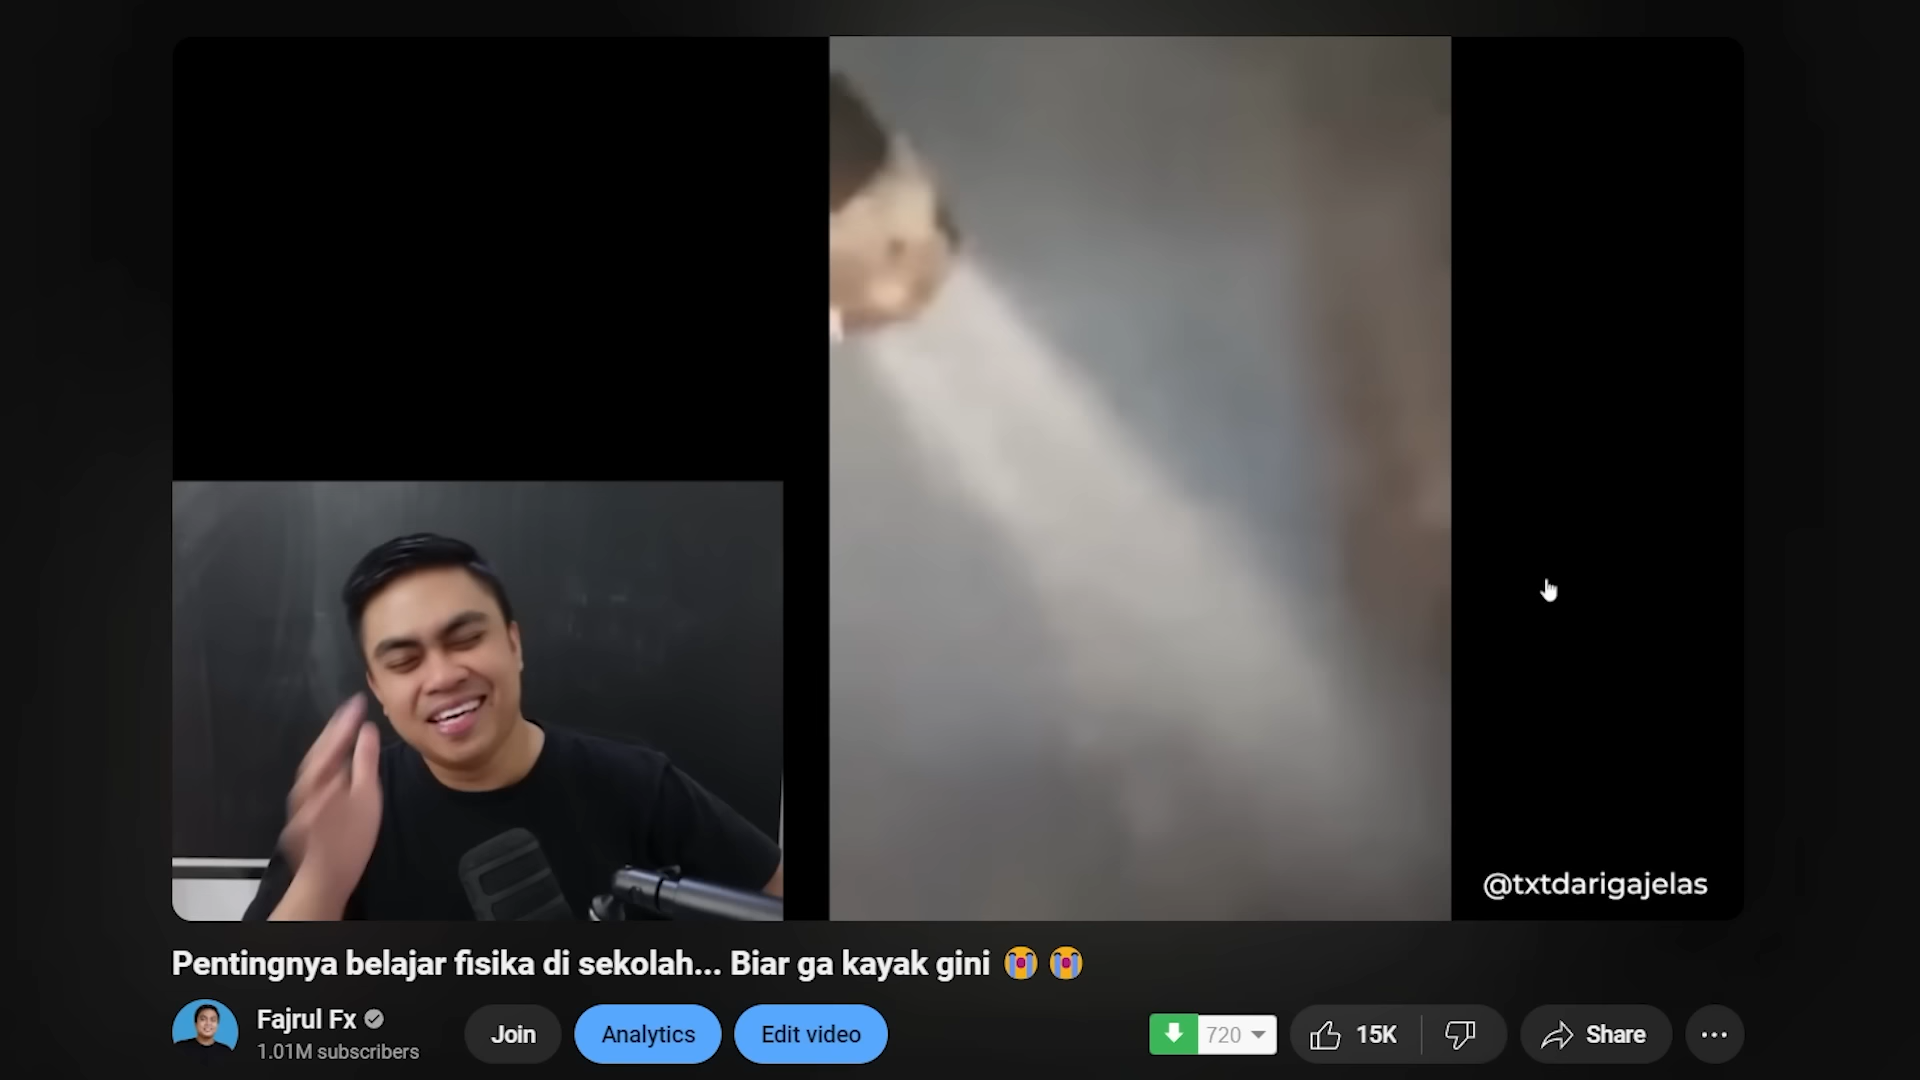 @txtdarigajelas
Pentingnya belajar fisika di sekolah... Biar ga kayak gini 😭 😭
Fajrul Fx
1.01M subscribers
Join
Analytics
Edit video
720
15K
Share